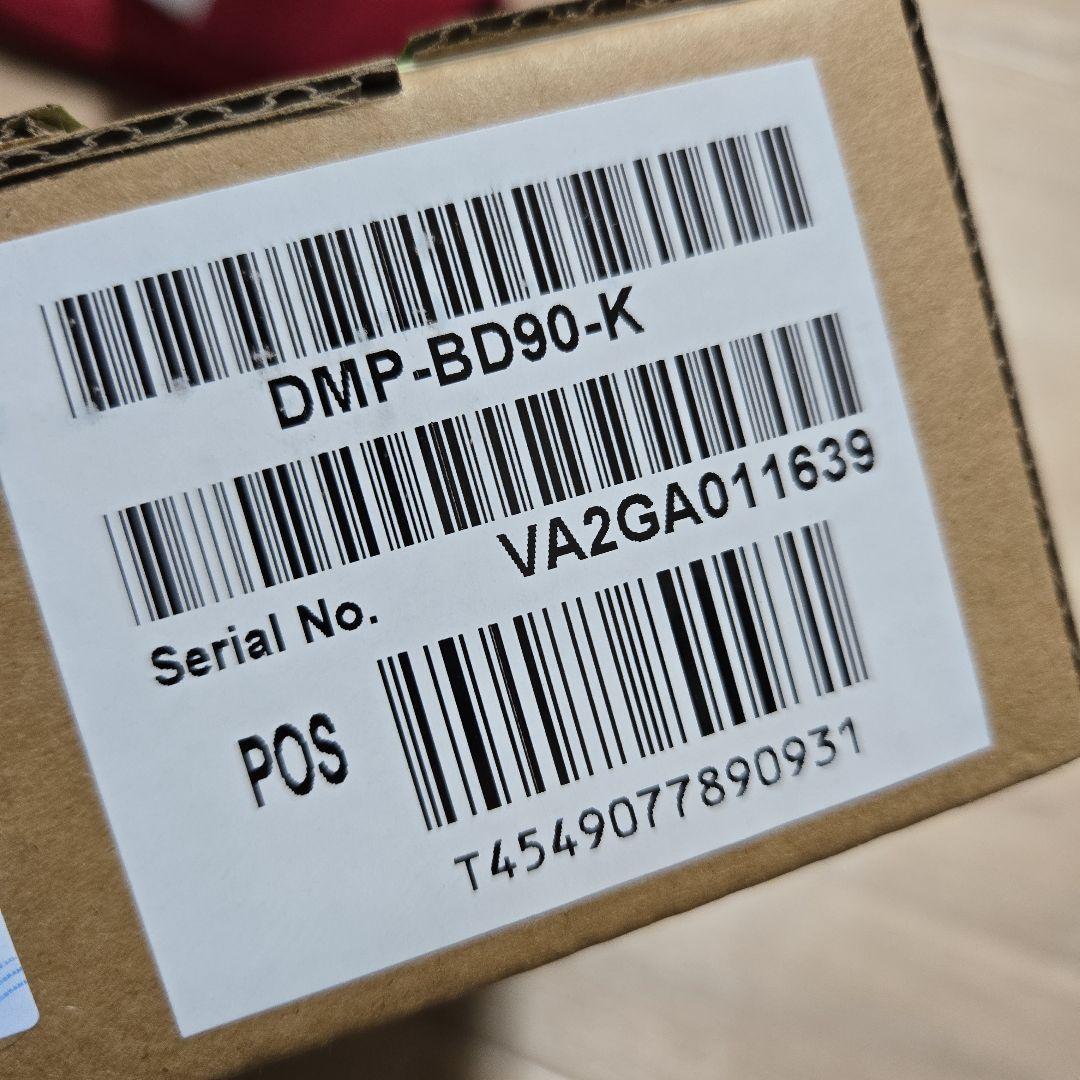 DMP-BD90-K
VA2GA011639
Serial No.
POS
T4549077890931